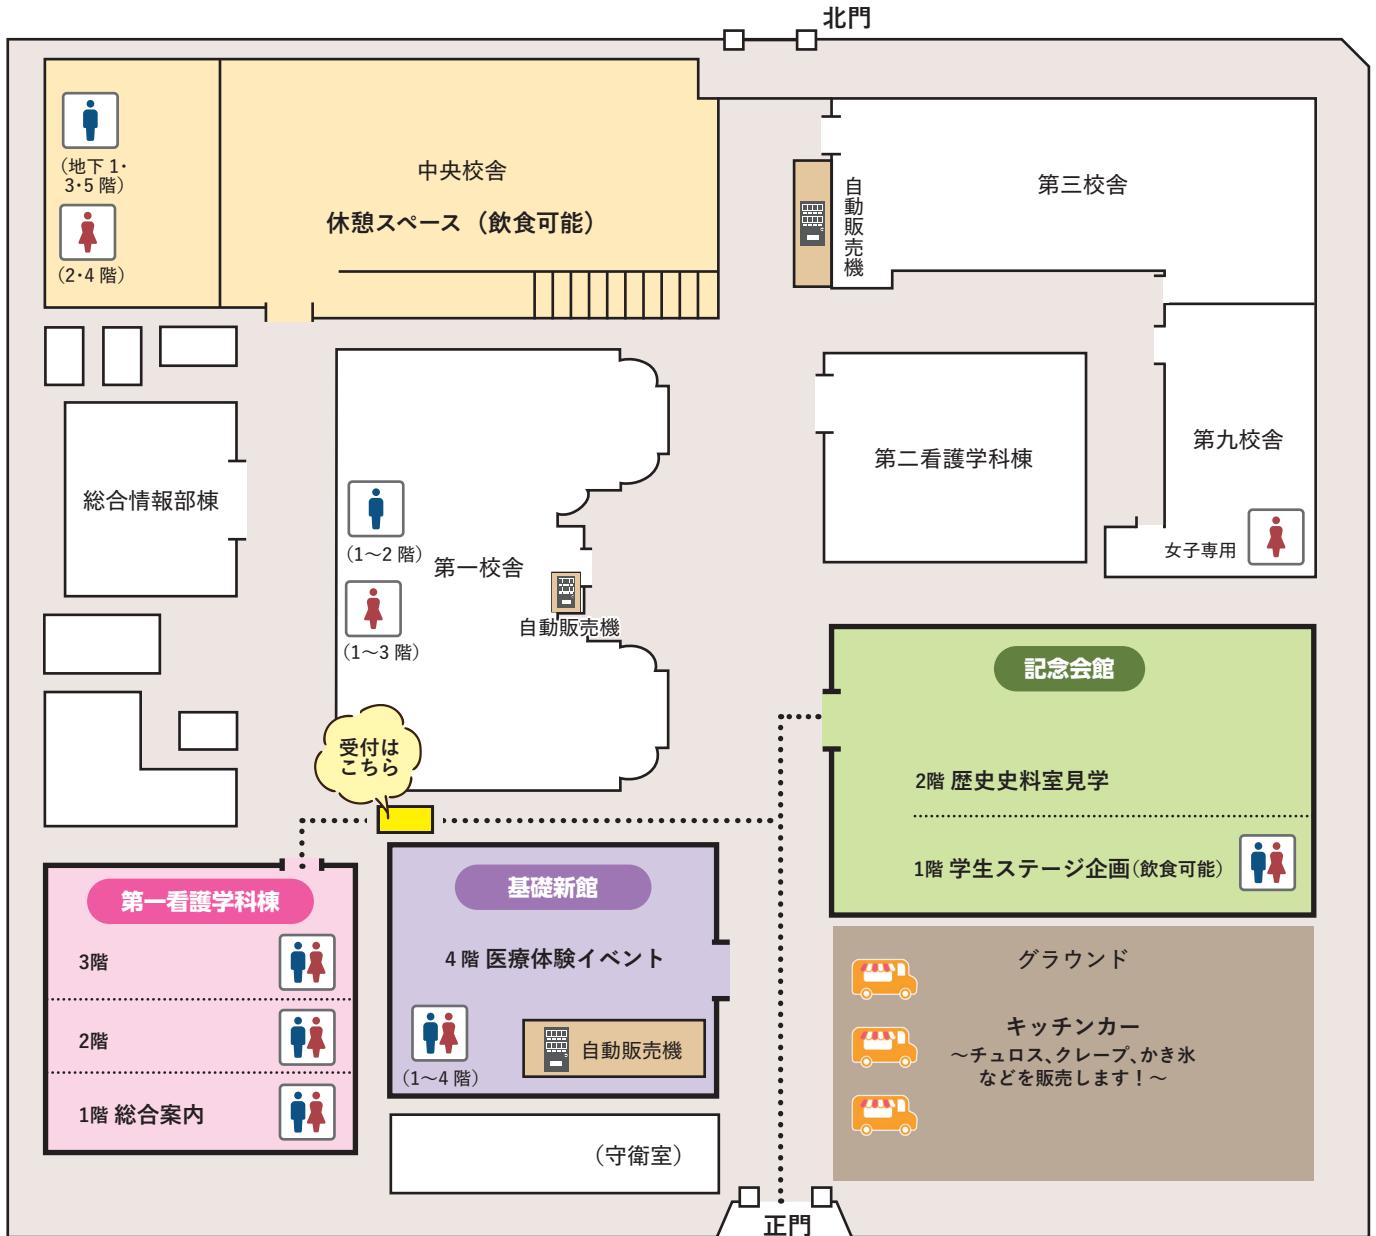 北門
(地下 1・
3・5 階)
(2・4 階)
中央校舎
休憩スペース（飲食可能）
自動販売機
第三校舎
総合情報部棟
(1～2 階)
第一校舎
(1～3 階)
自動販売機
第二看護学科棟
第九校舎
女子専用
受付は
こちら
記念会館
2階 歴史史料室見学
1階 学生ステージ企画(飲食可能)
第一看護学科棟
3階
2階
1階 総合案内
基礎新館
4 階 医療体験イベント
(1～4 階)
自動販売機
(守衛室)
グラウンド
キッチンカー
～チュロス、クレープ、かき氷
などを販売します！～
正門